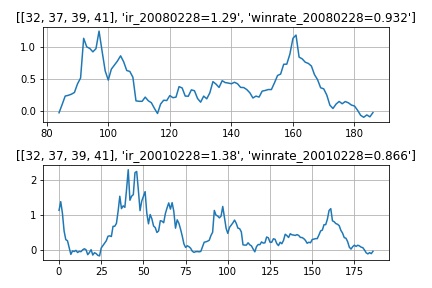 [[32, 37, 39, 41], 'ir_20080228=1.29', 'winrate_20080228=0.932']
1.0
0.5
0.0
80 100 120 140 160 180
[[32, 37, 39, 41], 'ir_20010228=1.38', 'winrate_20010228=0.866']
2
1
0
0 25 50 75 100 125 150 175